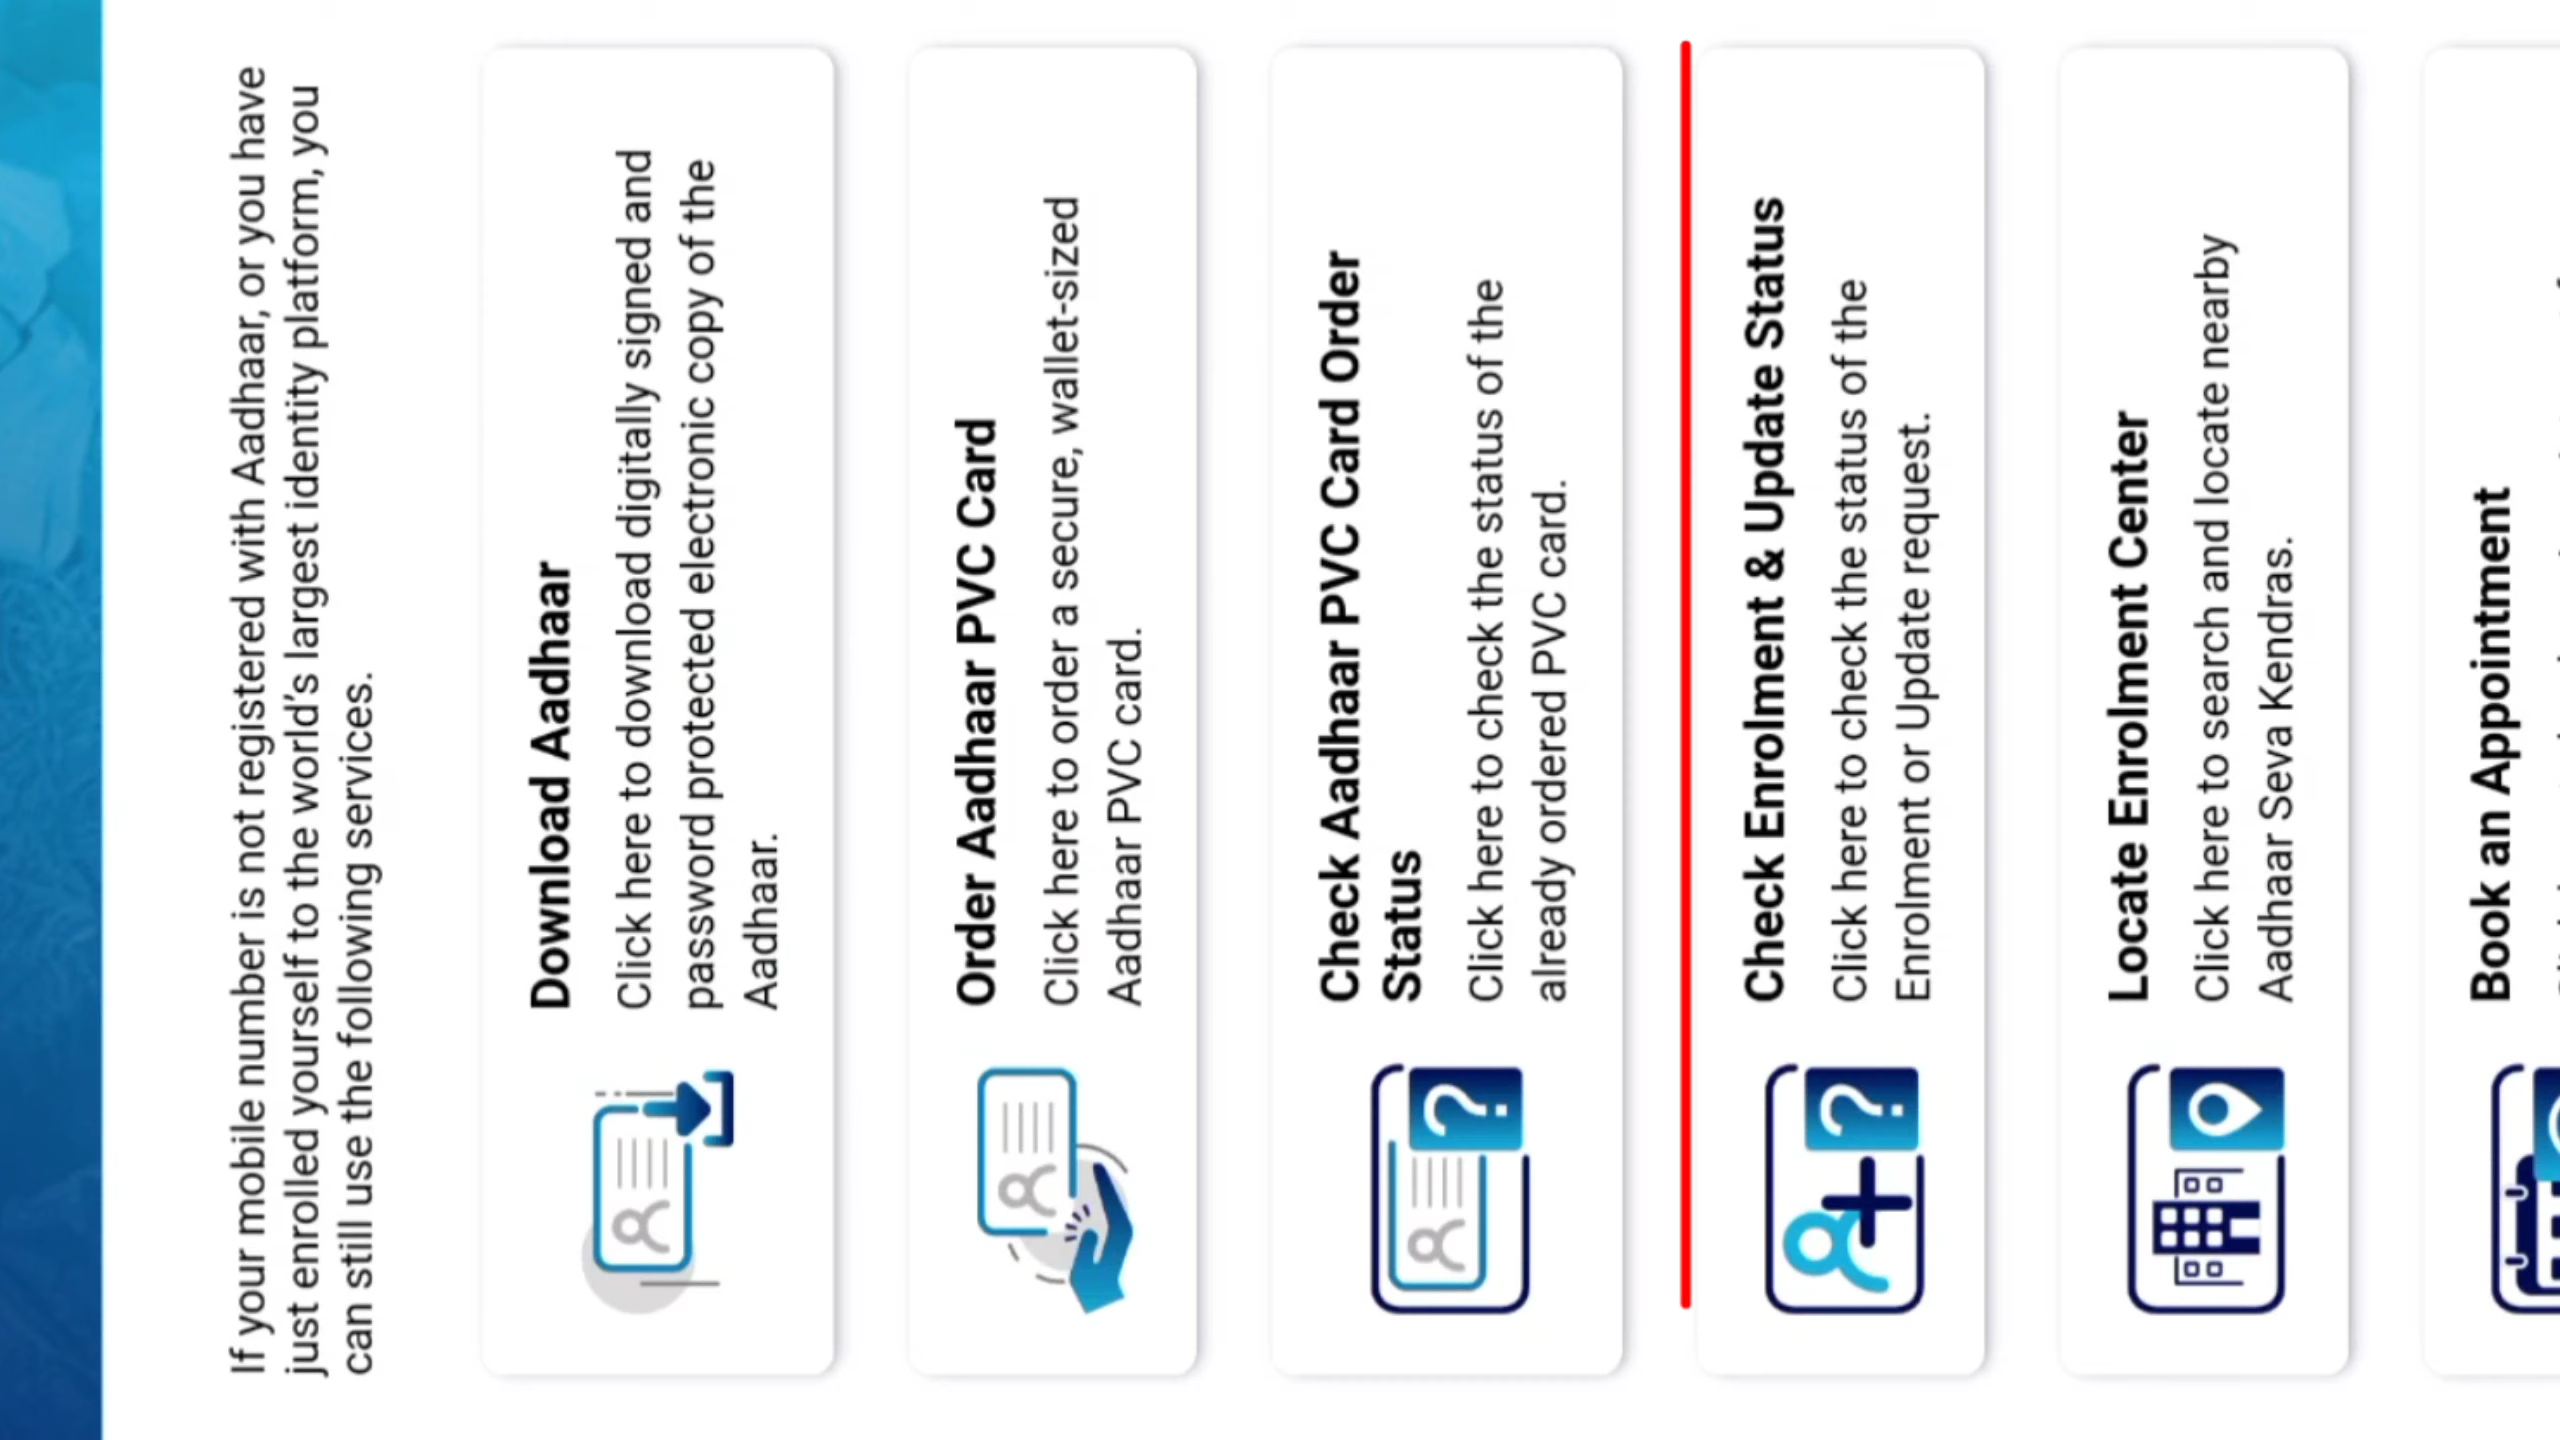 If your mobile number is not registered with Aadhaar, or you have
just enrolled yourself to the world's largest identity platform, you
can still use the following services.
Download Aadhaar
Click here to download digitally signed and
password protected electronic copy of the
Aadhaar.
Order Aadhaar PVC Card
Click here to order a secure, wallet-sized
Aadhaar PVC card.
Check Aadhaar PVC Card Order
Status
Click here to check the status of the
already ordered PVC card.
Check Enrolment & Update Status
Click here to check the status of the
Enrolment or Update request.
Locate Enrolment Center
Click here to search and locate nearby
Aadhaar Seva Kendras.
Book an Appointment